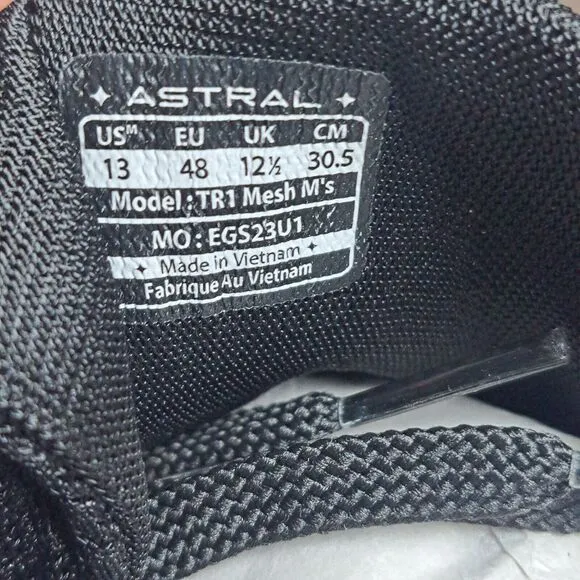 ASTRAL
USᴹ EU UK CM
13 48 12½ 30.5
Model : TR1 Mesh M's
MO : EGS23U1
Made in Vietnam
Fabrique Au Vietnam